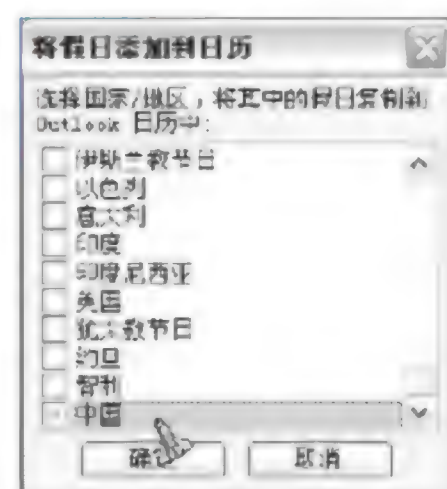 将假日添加到日历
选择国家/地区，将其中的假日复制到
Outlook 日历中:
伊斯兰教节日
以色列
意大利
印度
印度尼西亚
英国
犹太教节日
约旦
智利
中国
确定
取消